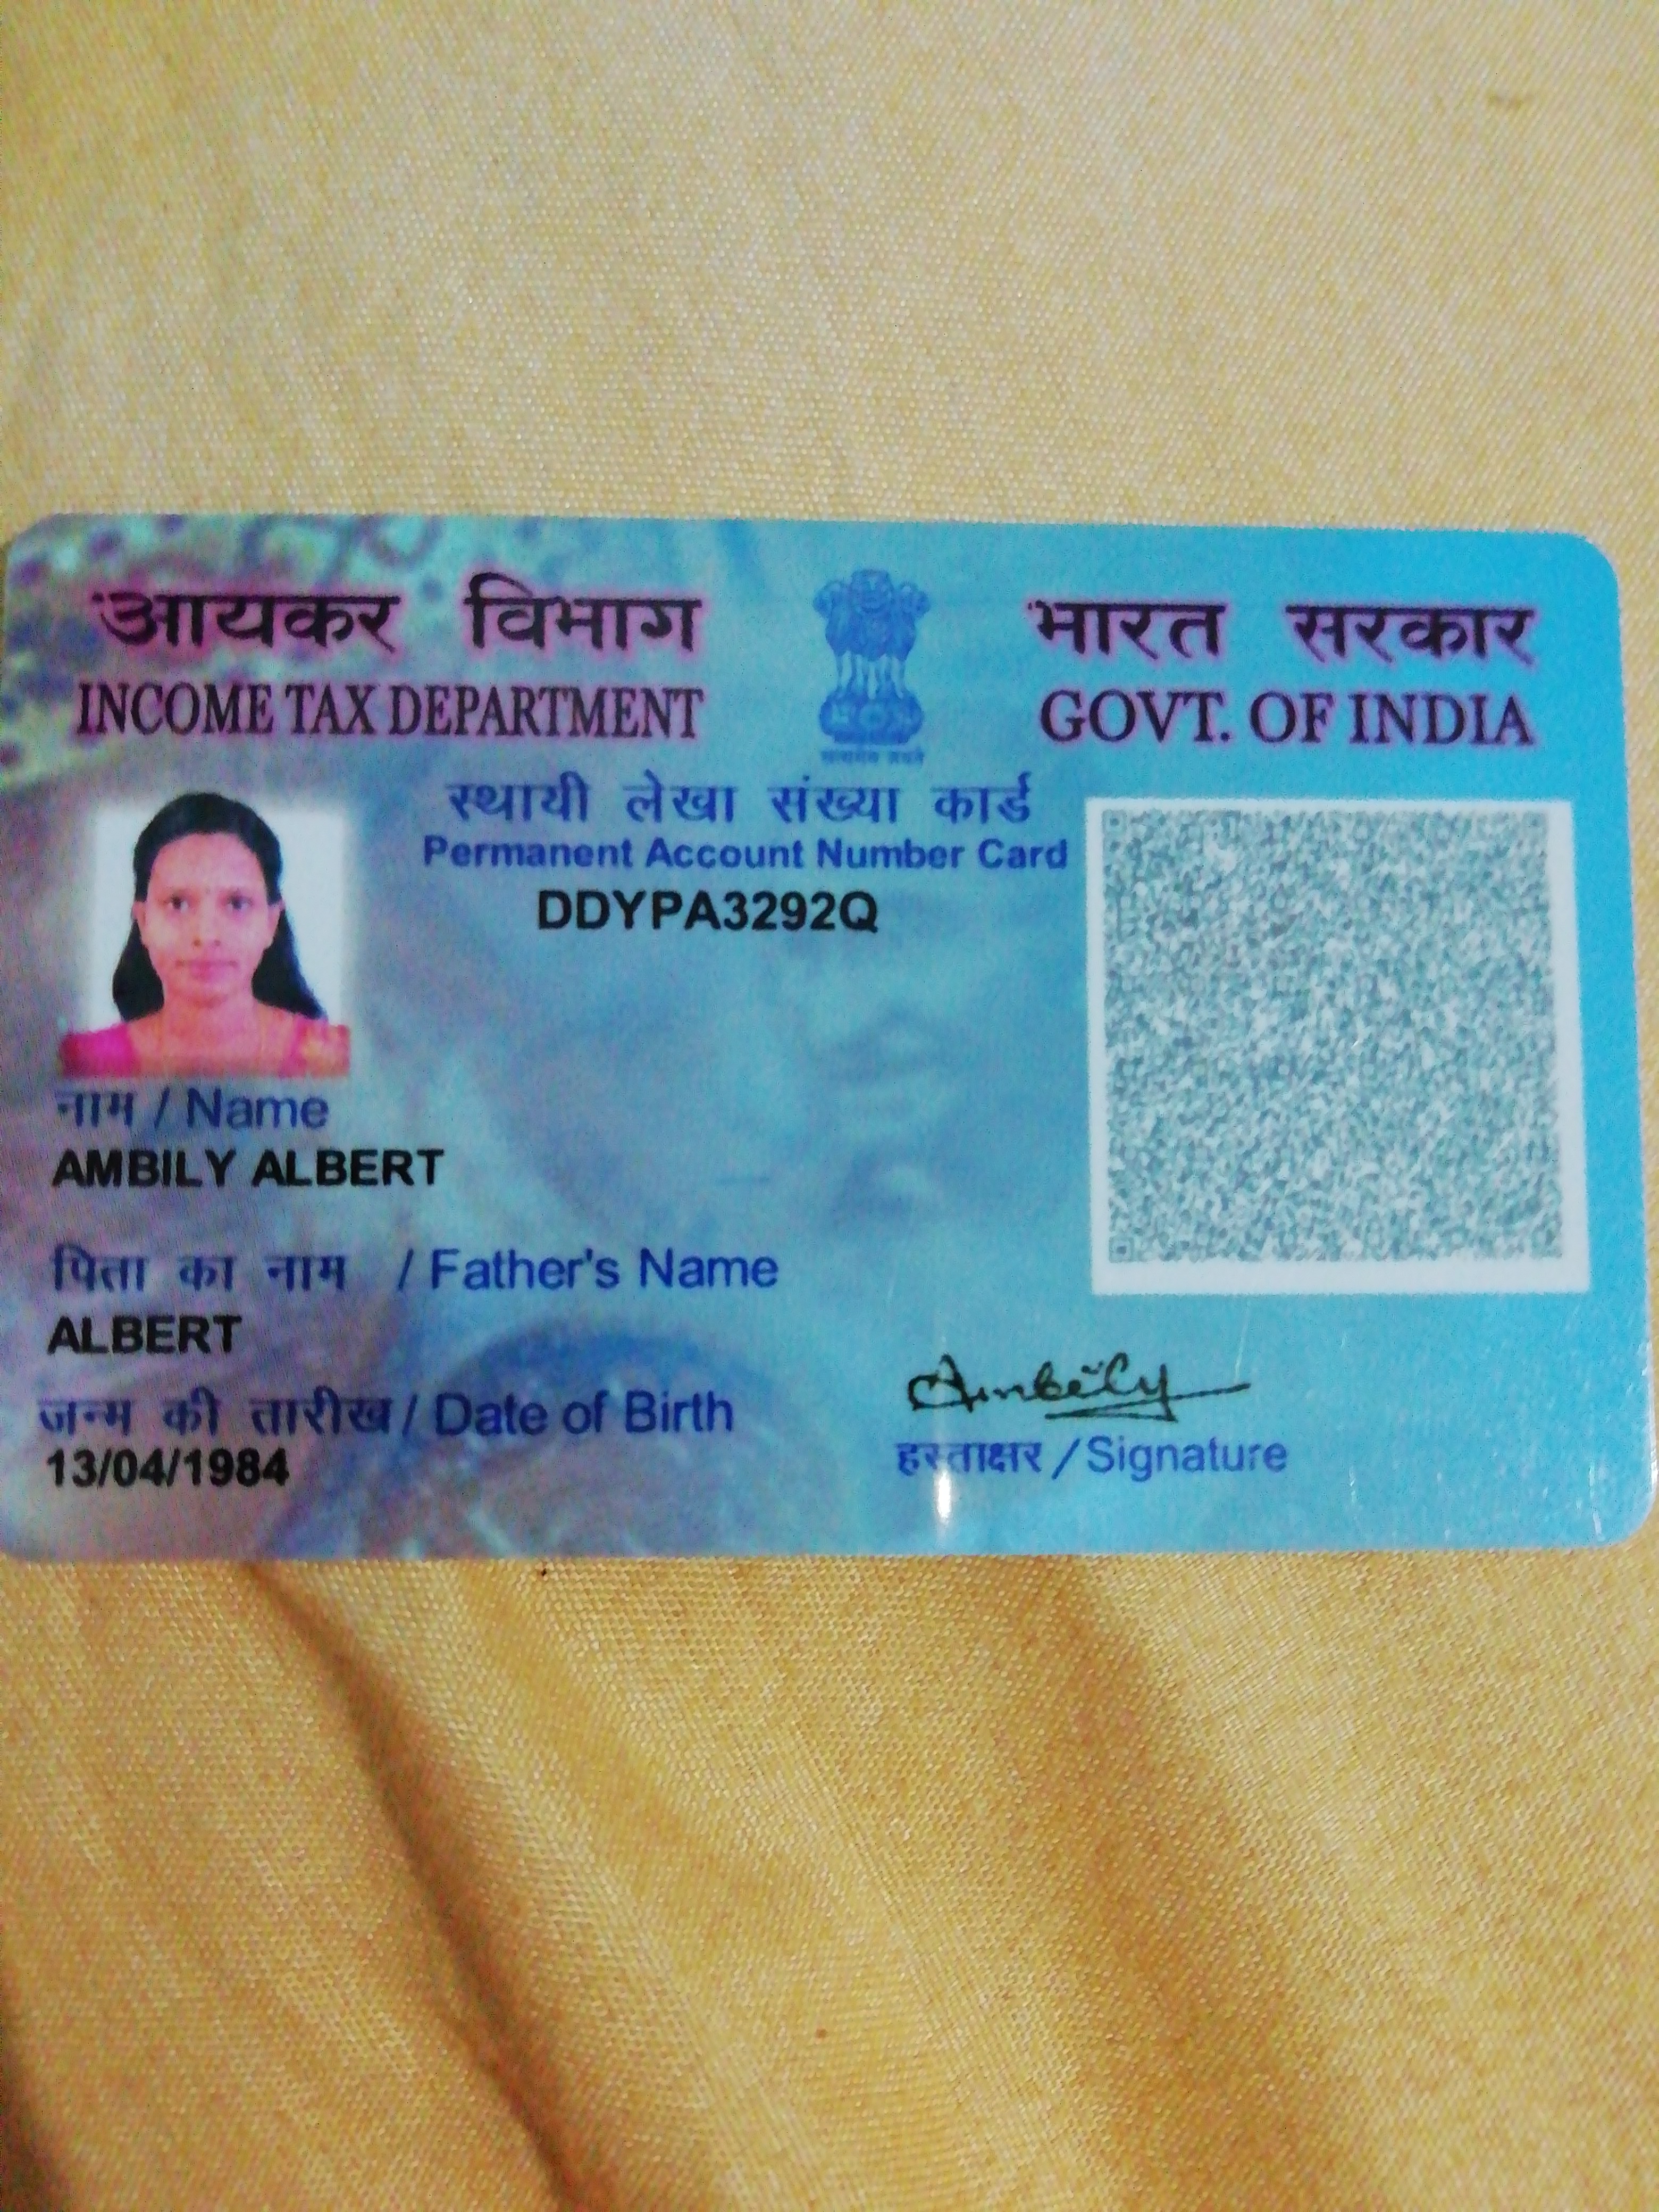 आयकर विभाग
INCOME TAX DEPARTMENT
भारत सरकार
GOVT. OF INDIA
सत्यमेव जयते
स्थायी लेखा संख्या कार्ड
Permanent Account Number Card
DDYPA3292Q
नाम / Name
AMBILY ALBERT
पिता का नाम / Father's Name
ALBERT
जन्म की तारीख / Date of Birth
13/04/1984
Ambily
हस्ताक्षर / Signature